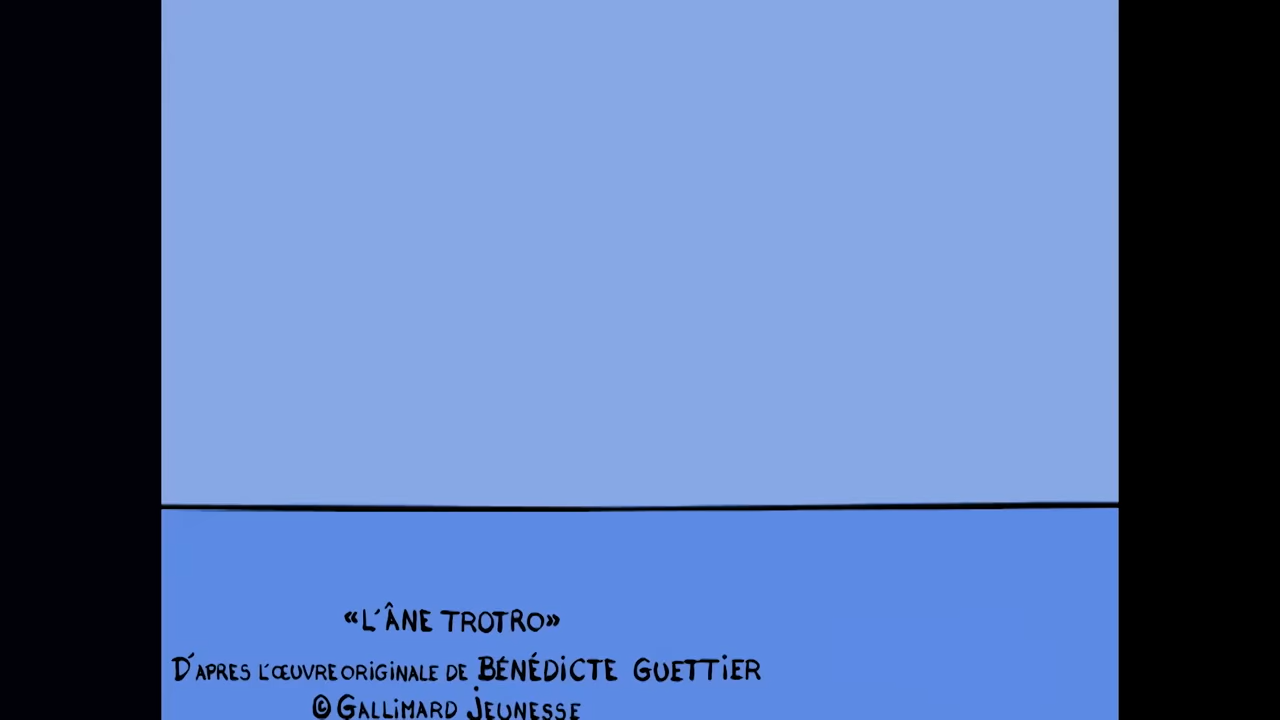 «L'ÂNE TROTRO»
D'APRES L'ŒUVRE ORIGINALE DE BÉNÉDICTE GUETTIER
© GALLIMARD JEUNESSE